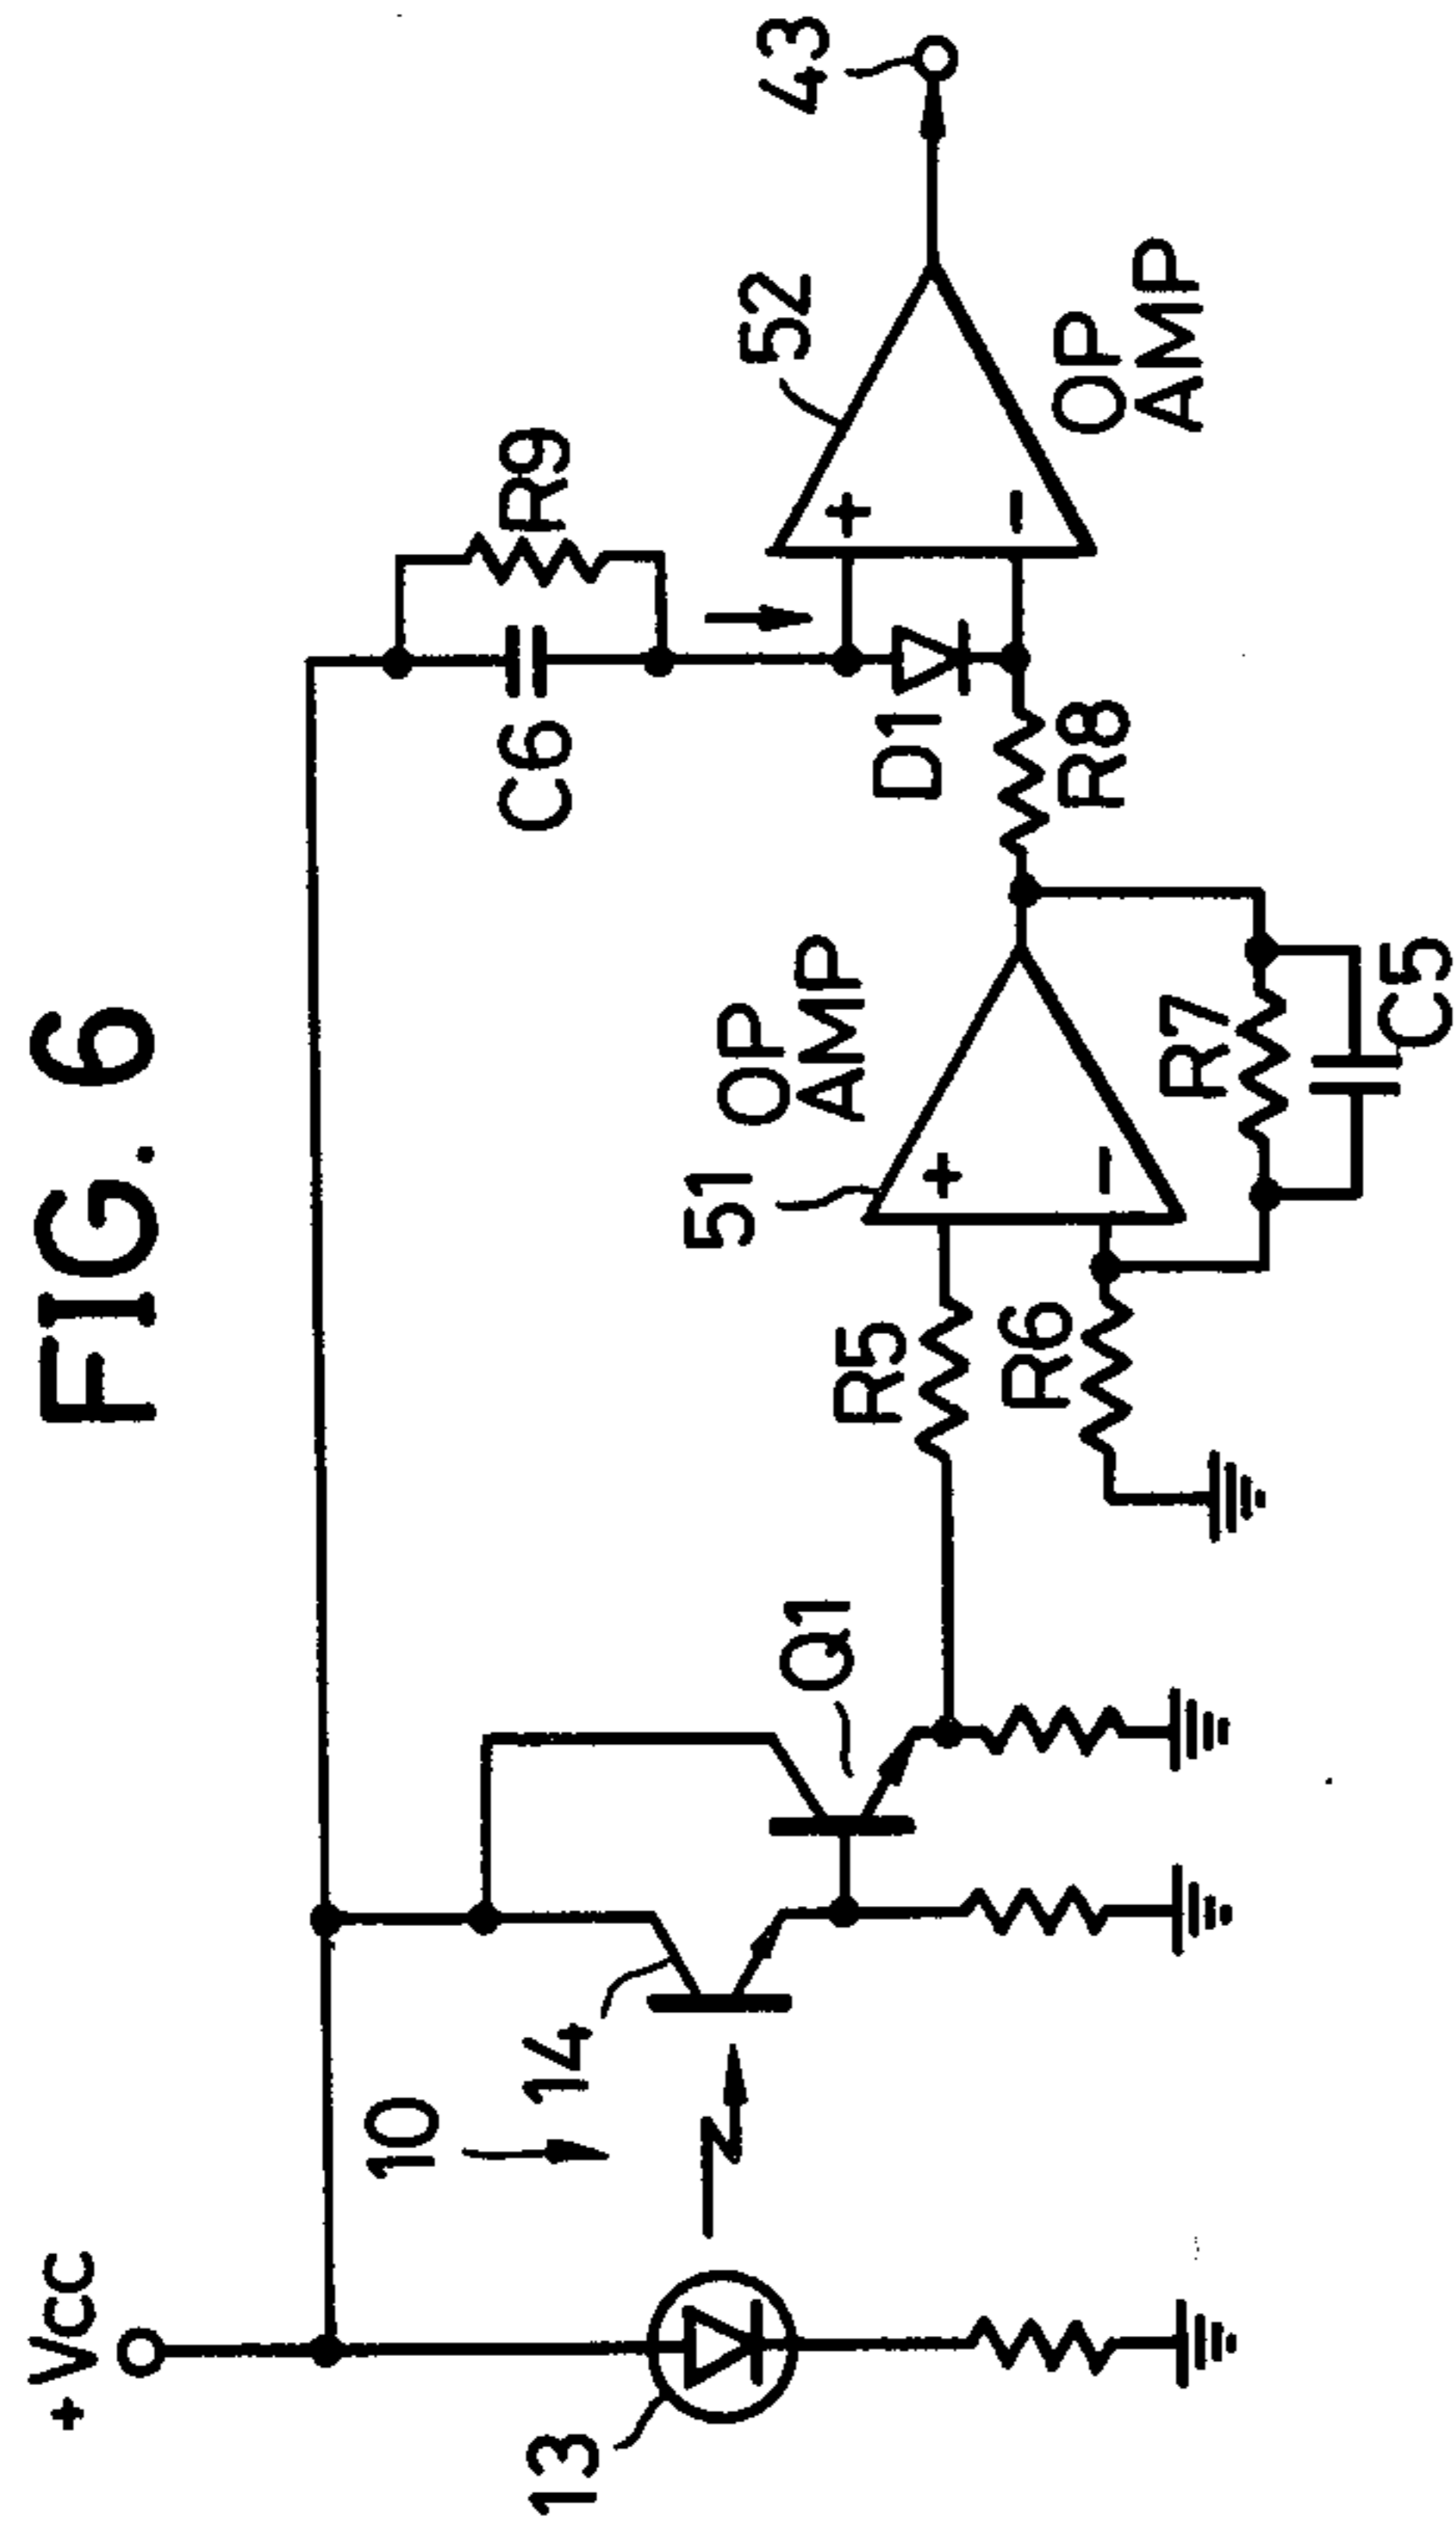 FIG. 6
+Vcc
10
13
14
Q1
R5
R6
51
OP
AMP
R7
C5
R8
D1
C6
R9
+
−
+
−
52
OP
AMP
43